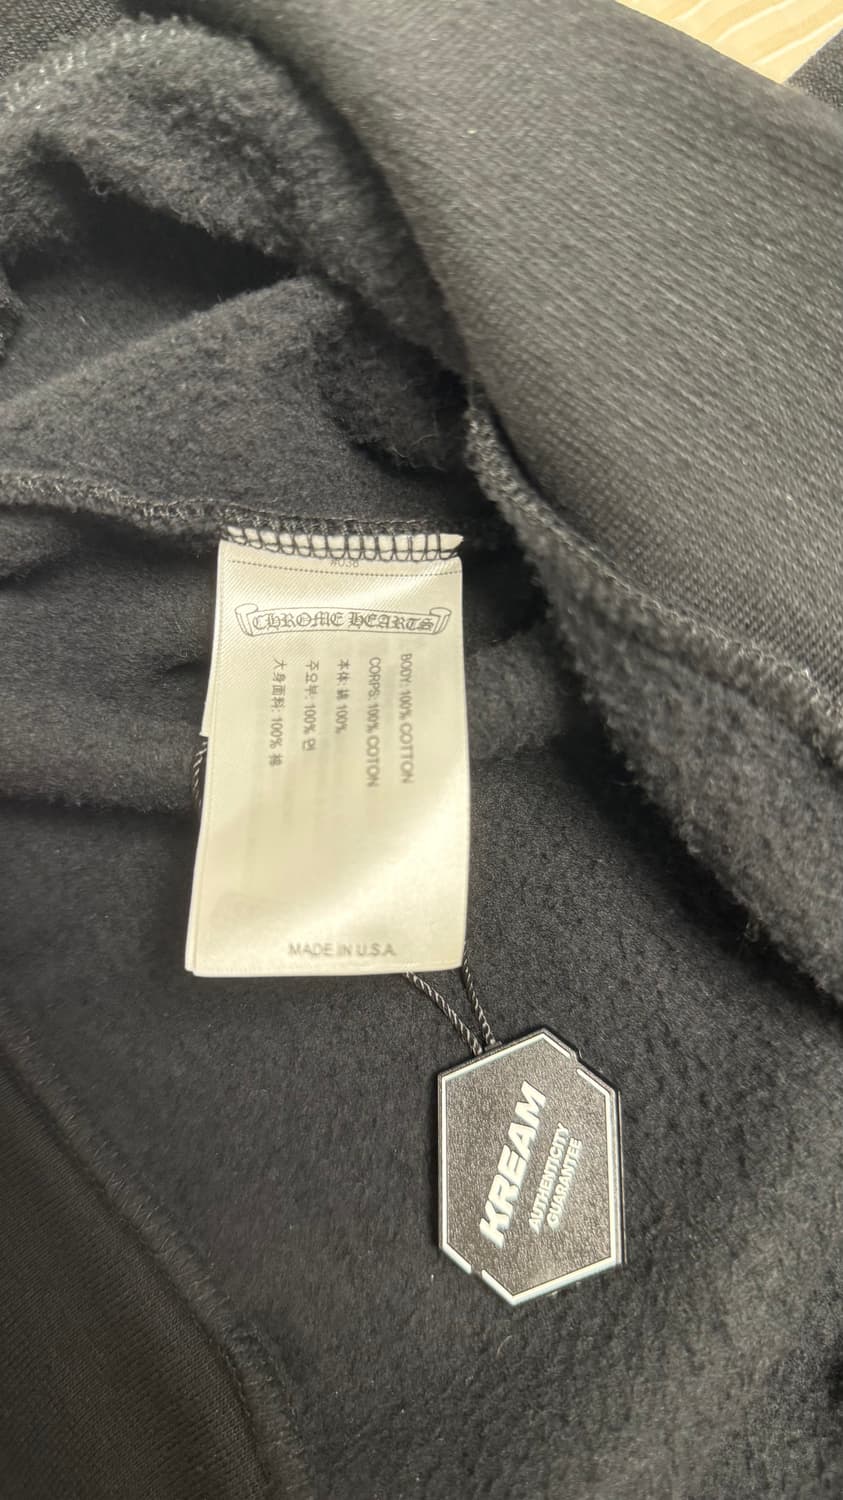 #038
CHROME HEARTS
BODY: 100% COTTON
CORPS: 100% COTON
本体: 綿 100%
주요부: 100% 면
大身面料: 100% 棉
MADE IN U.S.A.
KREAM
AUTHENTICITY
GUARANTEE